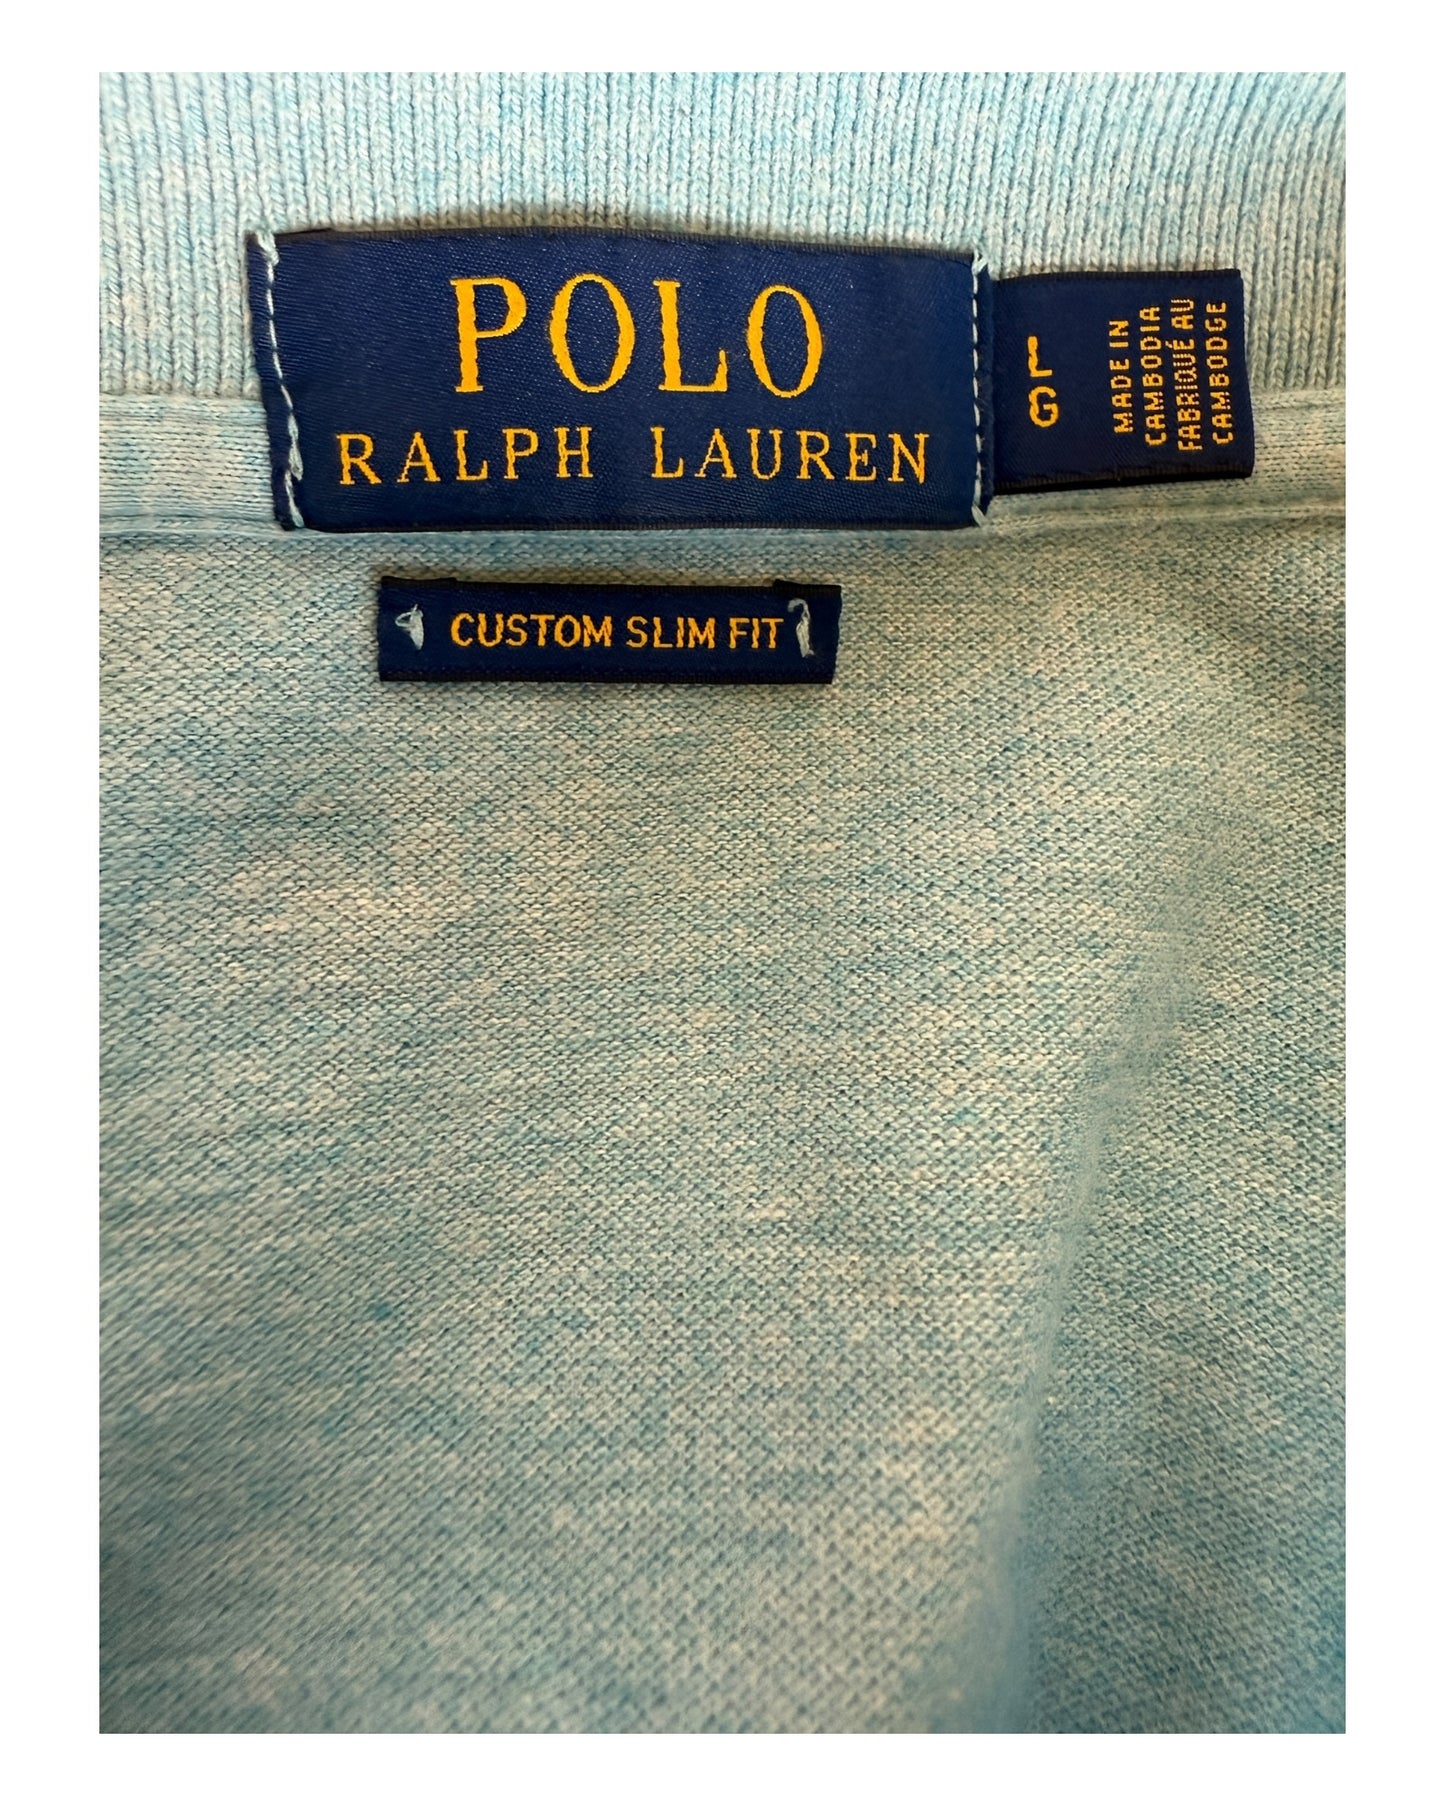 POLO
RALPH LAUREN
L
G
MADE IN
CAMBODIA
FABRIQUÉ AU
CAMBODGE
CUSTOM SLIM FIT